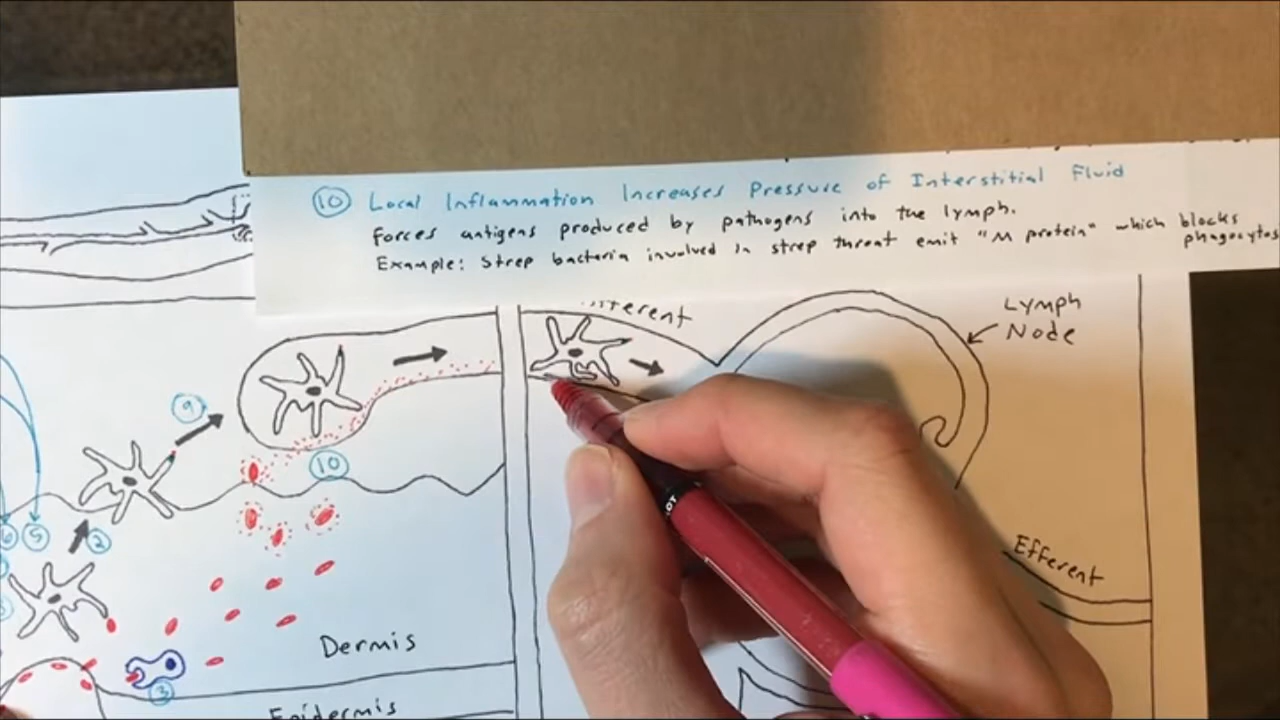 10 Local Inflammation Increases Pressure of Interstitial Fluid
Forces antigens produced by pathogens into the lymph.
Example: Strep bacteria involved in strep throat emit "M protein" which blocks
phagocytos
Lymph
Node
9
10
6 5
2
Efferent
Dermis
3
Epidermis